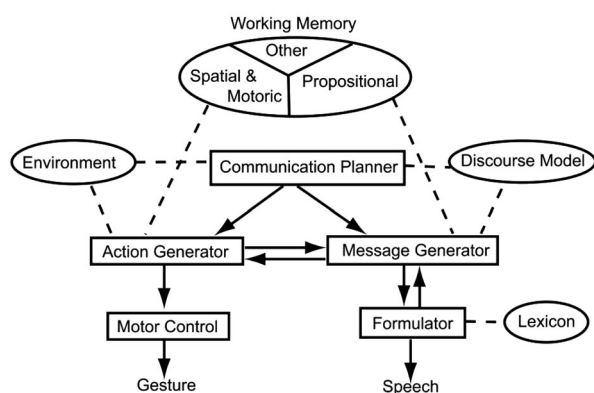 Working Memory
Other
Spatial &
Motoric
Propositional
Environment
Communication Planner
Discourse Model
Action Generator
Message Generator
Motor Control
Formulator
Lexicon
Gesture
Speech